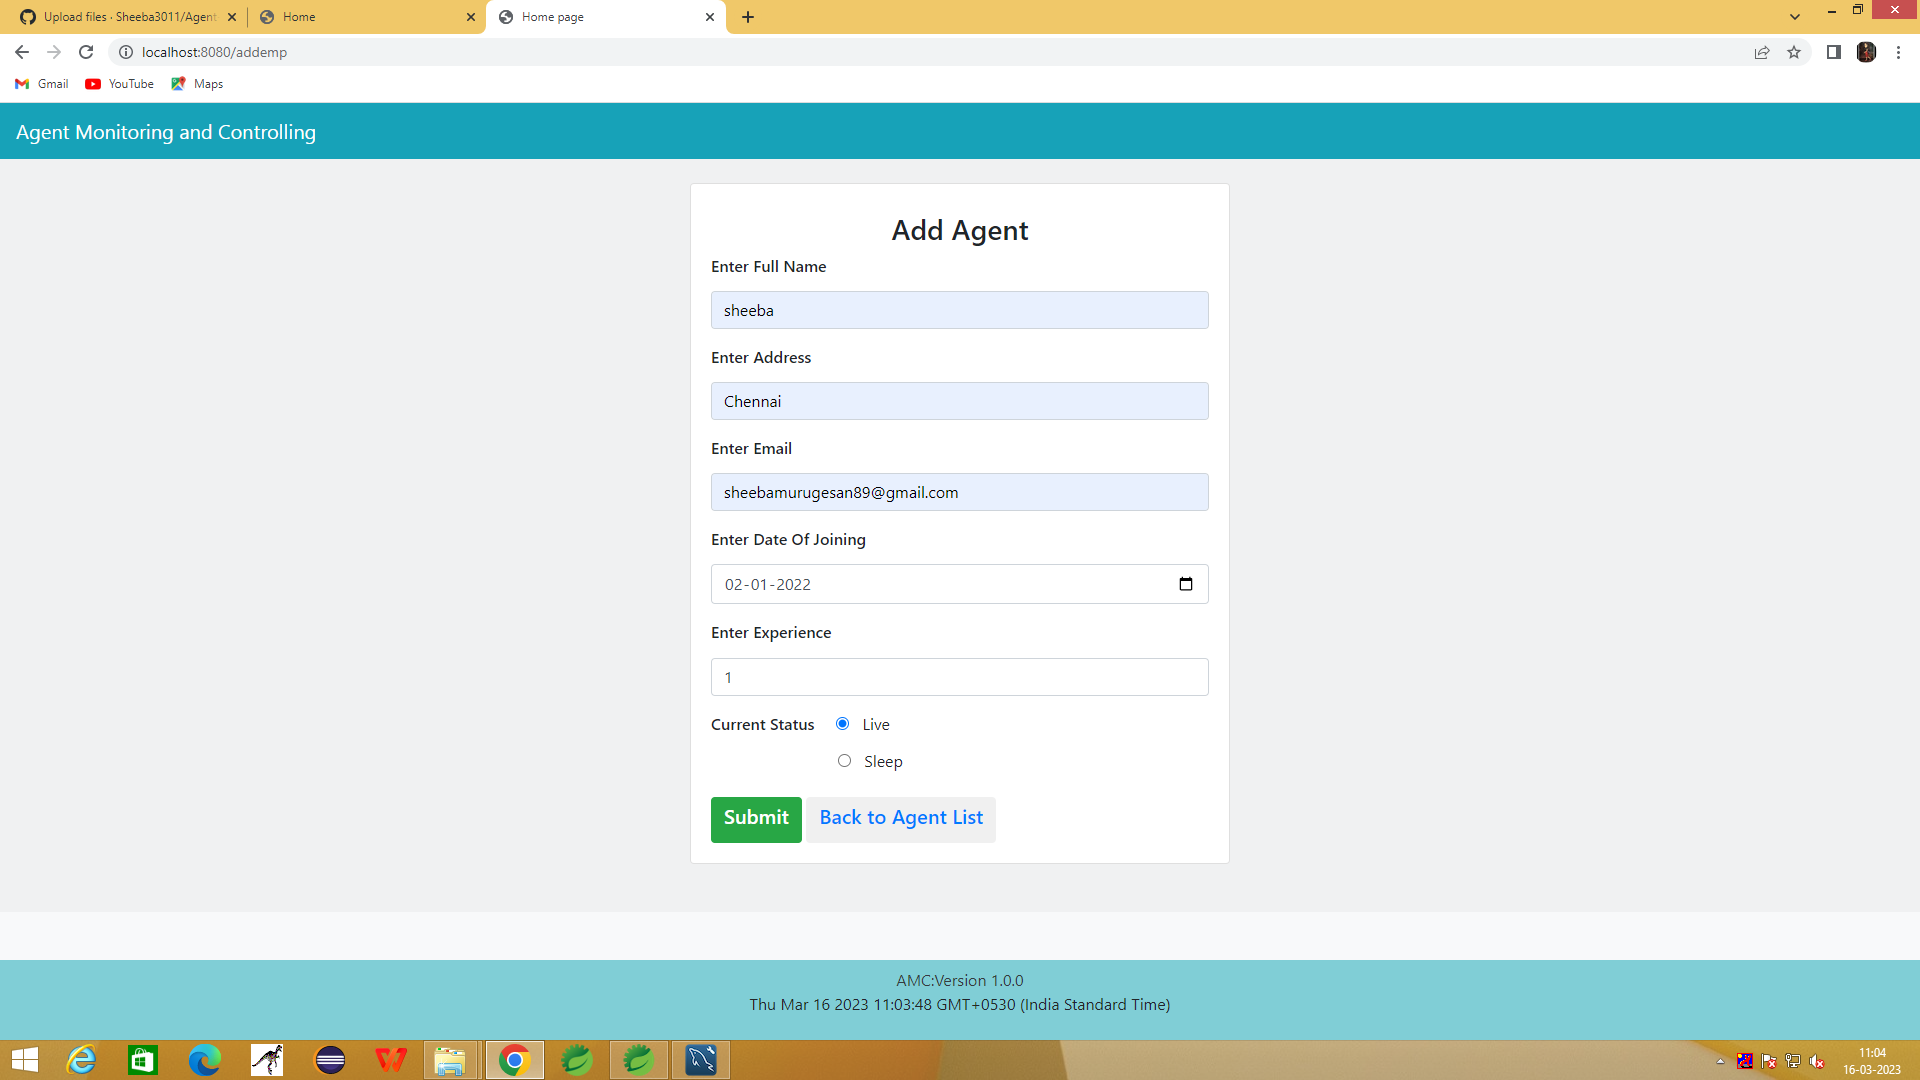 Upload files · Sheeba3011/Agent
Home
Home page
localhost:8080/addemp
Gmail
YouTube
Maps
Agent Monitoring and Controlling
Add Agent
Enter Full Name
sheeba
Enter Address
Chennai
Enter Email
sheebamurugesan89@gmail.com
Enter Date Of Joining
02-01-2022
Enter Experience
1
Current Status
Live
Sleep
Submit
Back to Agent List
AMC:Version 1.0.0
Thu Mar 16 2023 11:03:48 GMT+0530 (India Standard Time)
11:04
16-03-2023